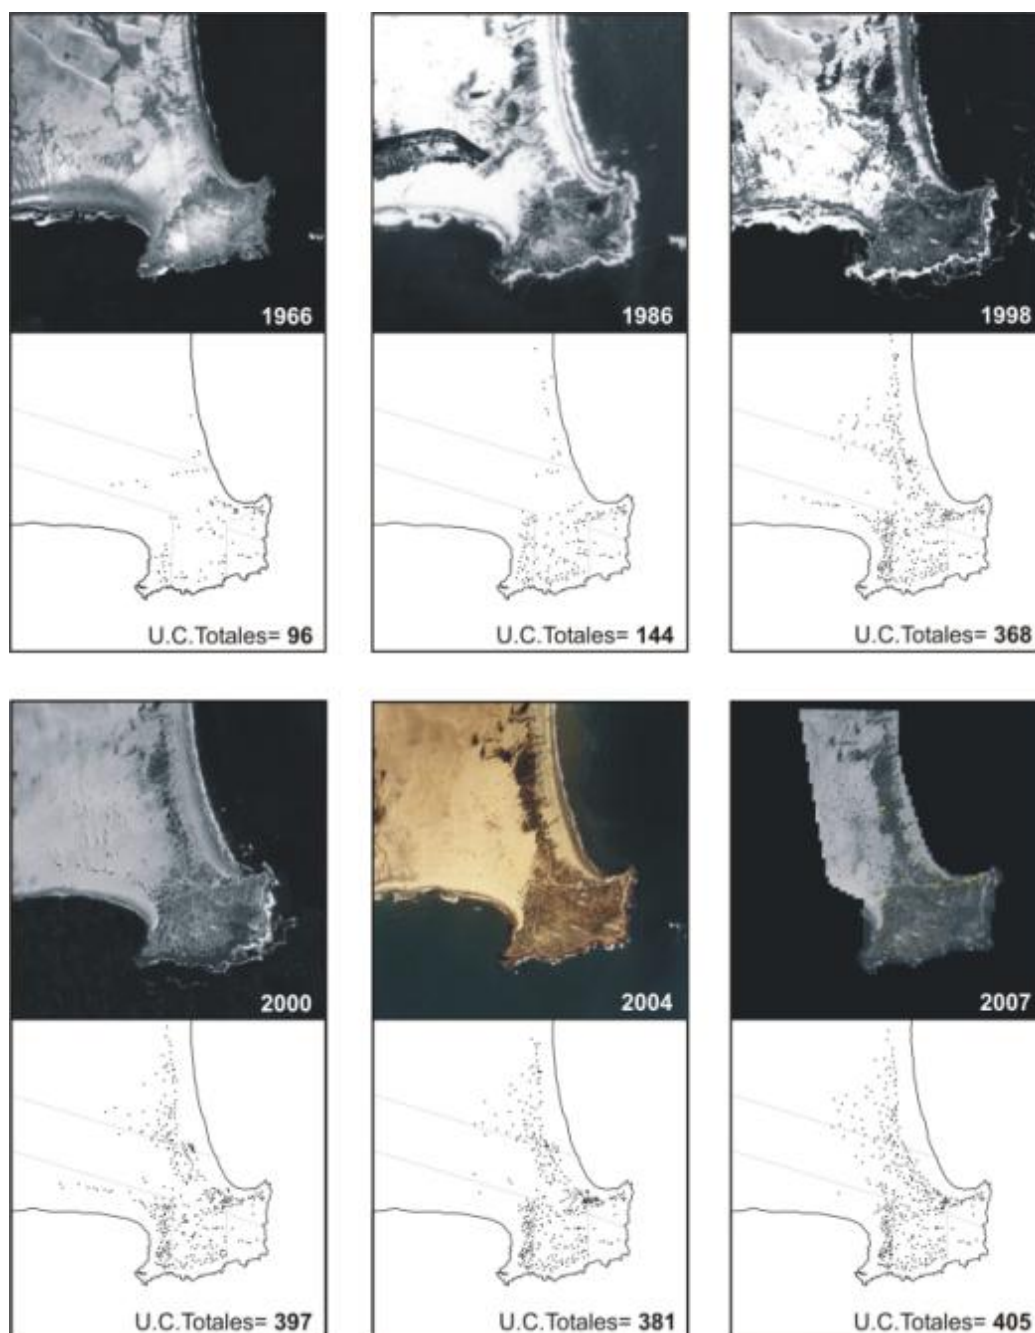 1966
1986
1998
U.C.Totales= 96
U.C.Totales= 144
U.C.Totales= 368
2000
2004
2007
U.C.Totales= 397
U.C.Totales= 381
U.C.Totales= 405